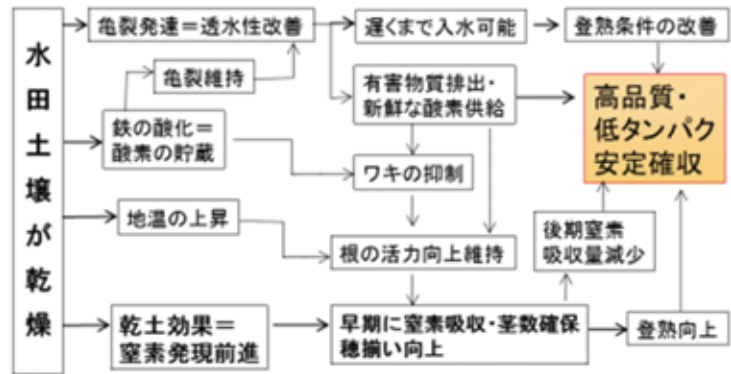 水田土壌が乾燥
亀裂発達＝透水性改善
遅くまで入水可能
登熟条件の改善
亀裂維持
有害物質排出・
新鮮な酸素供給
高品質・
低タンパク
安定確収
鉄の酸化＝
酸素の貯蔵
ワキの抑制
地温の上昇
根の活力向上維持
後期窒素
吸収量減少
乾土効果＝
窒素発現前進
早期に窒素吸収・茎数確保
穂揃い向上
登熟向上